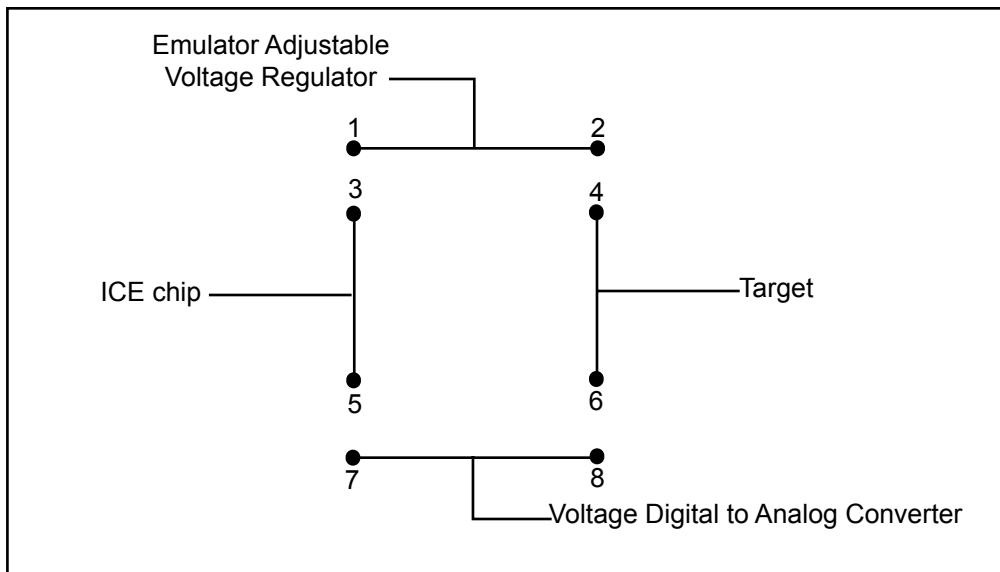 Emulator Adjustable
Voltage Regulator
1
2
3
4
ICE chip
Target
5
6
7
8
Voltage Digital to Analog Converter